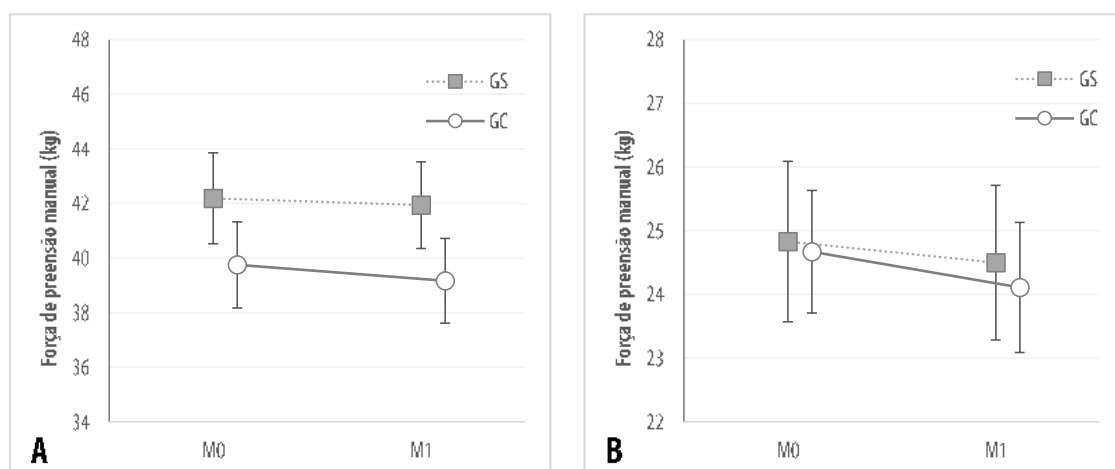 Força de preensão manual (kg)
48
46
44
42
40
38
36
34
M0
M1
GS
GC
A
Força de preensão manual (kg)
28
27
26
25
24
23
22
M0
M1
GS
GC
B